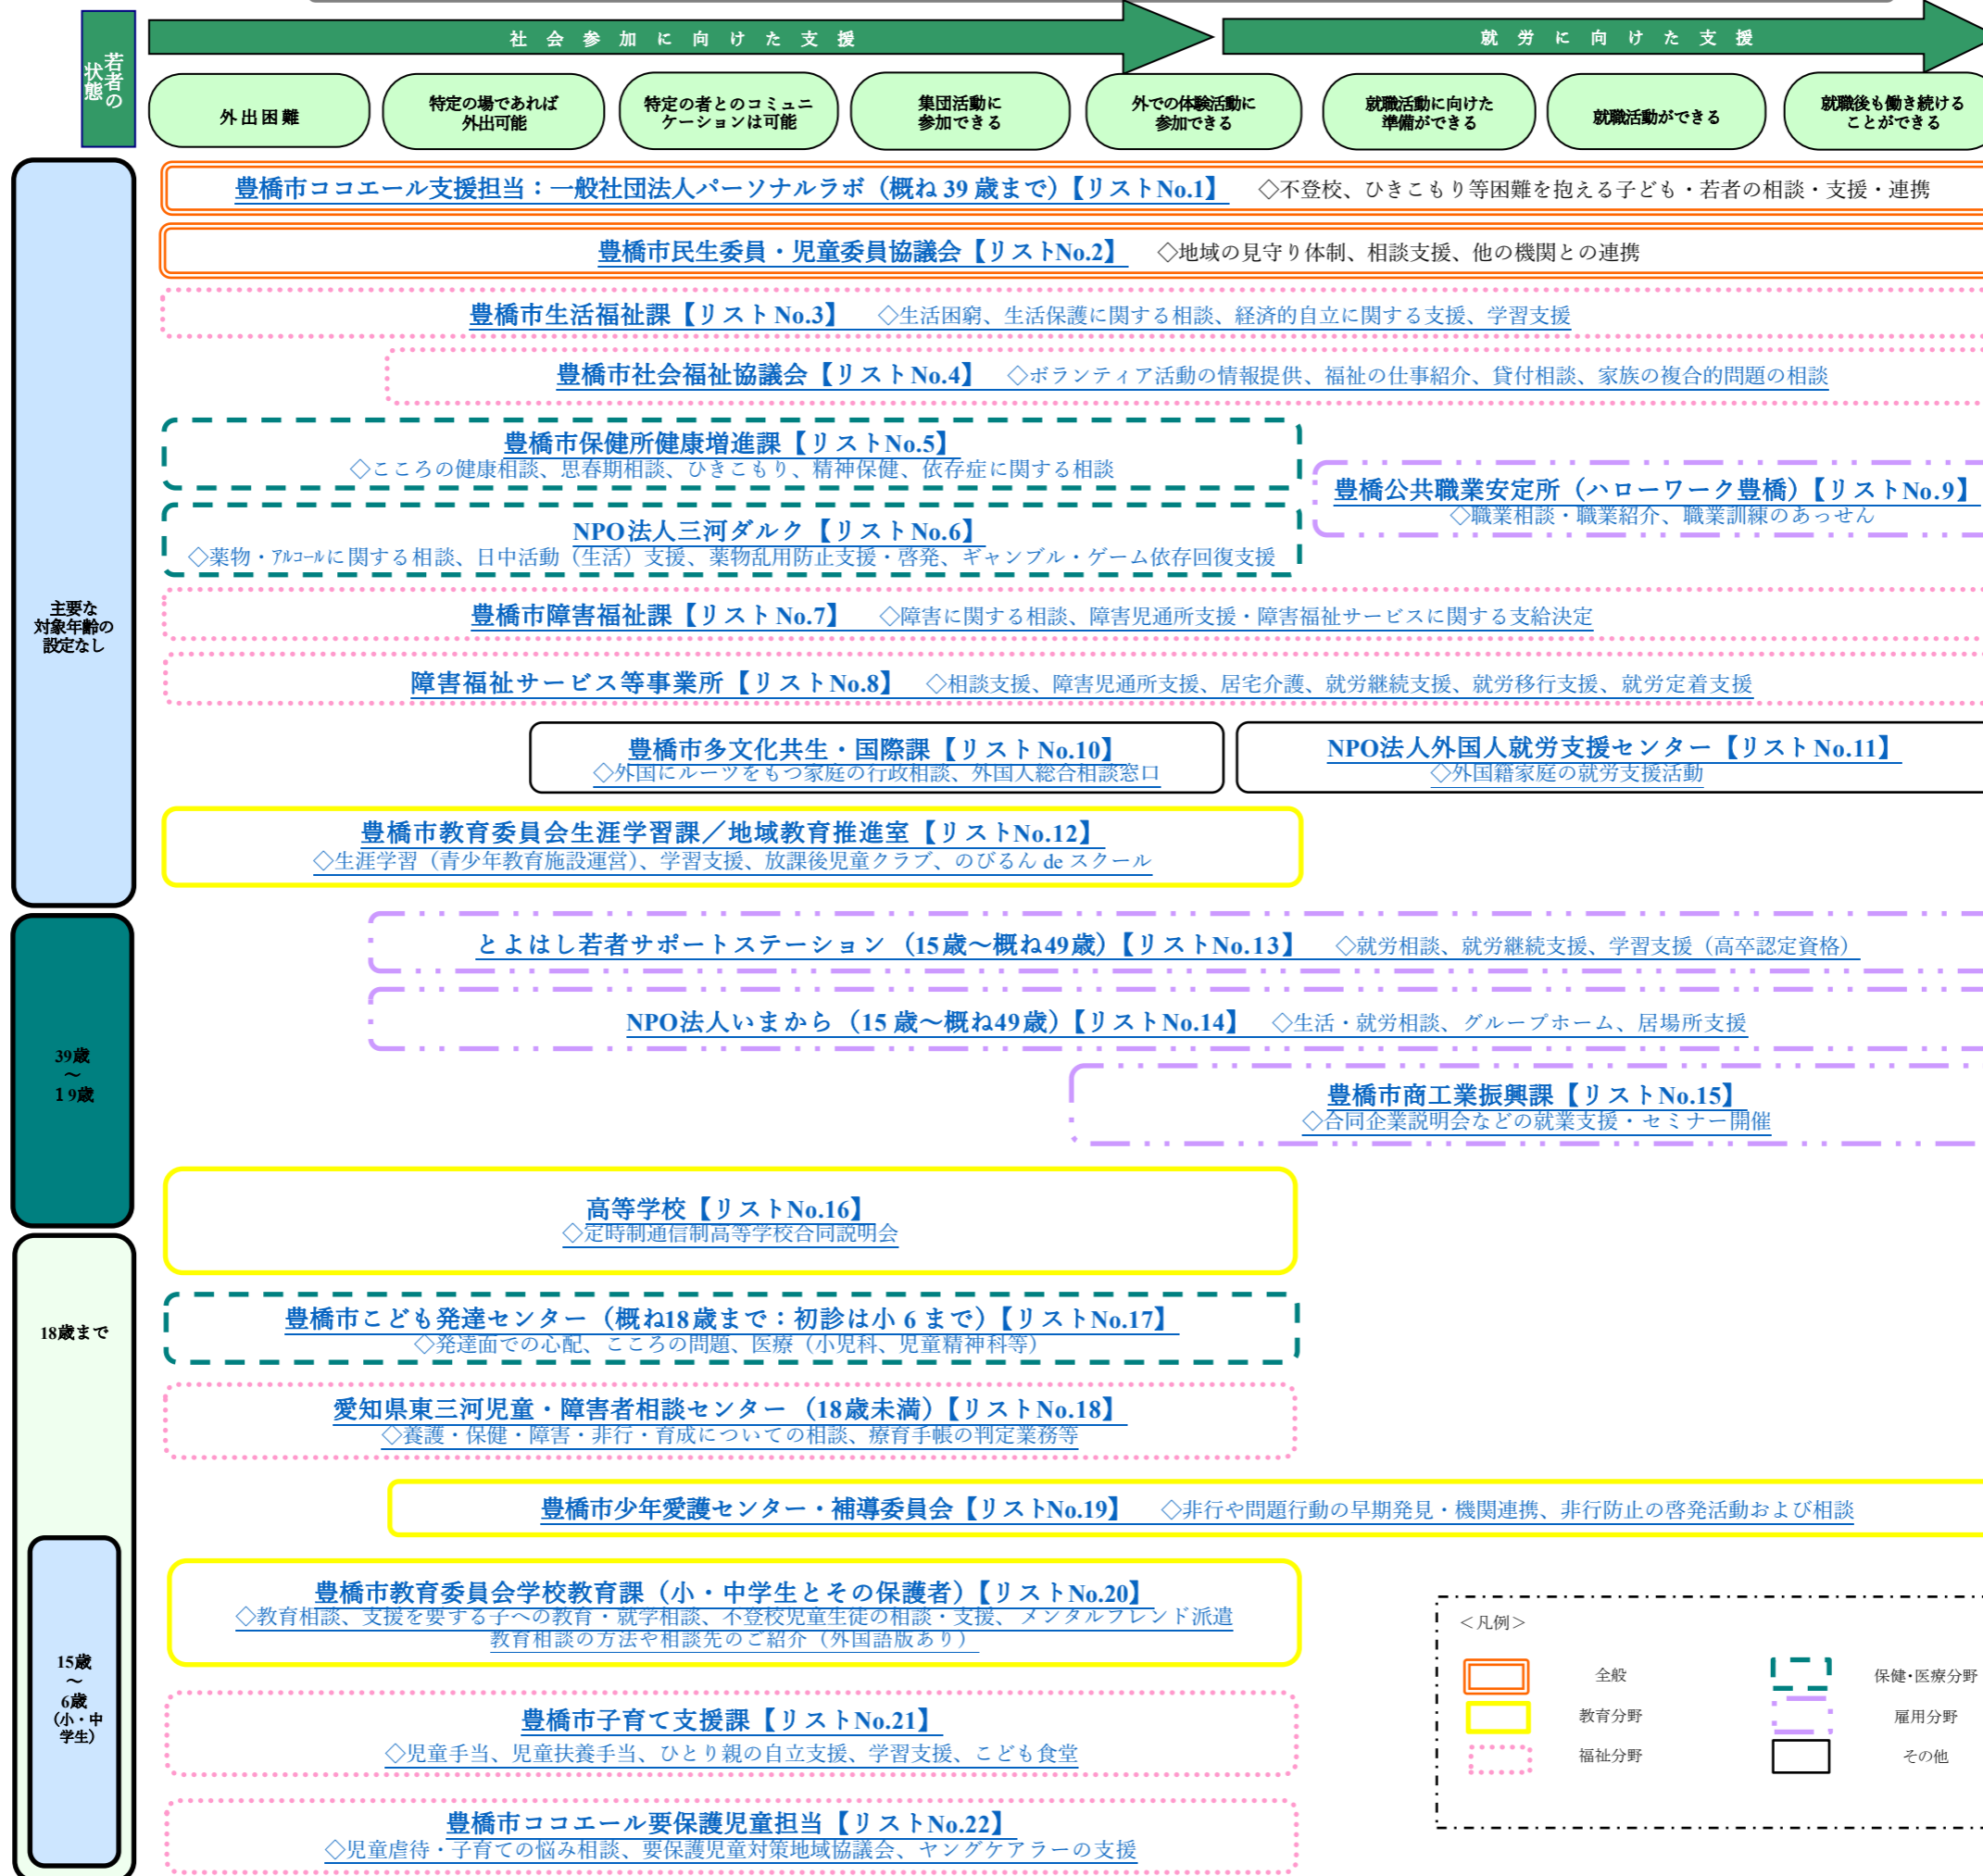 若者の
状態
社会参加に向けた支援
就労に向けた支援
外出困難
特定の場であれば
外出可能
特定の者とのコミュニ
ケーションは可能
集団活動に
参加できる
外での体験活動に
参加できる
就職活動に向けた
準備ができる
就職活動ができる
就職後も働き続ける
ことができる
主要な
対象年齢の
設定なし
豊橋市ココエール支援担当：一般社団法人パーソナルラボ（概ね39歳まで）【リストNo.1】 ◇不登校、ひきこもり等困難を抱える子ども・若者の相談・支援・連携
豊橋市民生委員・児童委員協議会【リストNo.2】 ◇地域の見守り体制、相談支援、他の機関との連携
豊橋市生活福祉課【リストNo.3】 ◇生活困窮、生活保護に関する相談、経済的自立に関する支援、学習支援
豊橋市社会福祉協議会【リストNo.4】 ◇ボランティア活動の情報提供、福祉の仕事紹介、貸付相談、家族の複合的問題の相談
豊橋市保健所健康増進課【リストNo.5】
◇こころの健康相談、思春期相談、ひきこもり、精神保健、依存症に関する相談
NPO法人三河ダルク【リストNo.6】
◇薬物・ｱﾙｺｰﾙに関する相談、日中活動（生活）支援、薬物乱用防止支援・啓発、ギャンブル・ゲーム依存回復支援
豊橋公共職業安定所（ハローワーク豊橋）【リストNo.9】
◇職業相談・職業紹介、職業訓練のあっせん
豊橋市障害福祉課【リストNo.7】 ◇障害に関する相談、障害児通所支援・障害福祉サービスに関する支給決定
障害福祉サービス等事業所【リストNo.8】 ◇相談支援、障害児通所支援、居宅介護、就労継続支援、就労移行支援、就労定着支援
豊橋市多文化共生・国際課【リストNo.10】
◇外国にルーツをもつ家庭の行政相談、外国人総合相談窓口
NPO法人外国人就労支援センター【リストNo.11】
◇外国籍家庭の就労支援活動
豊橋市教育委員会生涯学習課／地域教育推進室【リストNo.12】
◇生涯学習（青少年教育施設運営）、学習支援、放課後児童クラブ、のびるん de スクール
39歳
～
19歳
とよはし若者サポートステーション（15歳～概ね49歳）【リストNo.13】 ◇就労相談、就労継続支援、学習支援（高卒認定資格）
NPO法人いまから（15歳～概ね49歳）【リストNo.14】 ◇生活・就労相談、グループホーム、居場所支援
豊橋市商工業振興課【リストNo.15】
◇合同企業説明会などの就業支援・セミナー開催
高等学校【リストNo.16】
◇定時制通信制高等学校合同説明会
18歳まで
豊橋市こども発達センター（概ね18歳まで：初診は小6まで）【リストNo.17】
◇発達面での心配、こころの問題、医療（小児科、児童精神科等）
愛知県東三河児童・障害者相談センター（18歳未満）【リストNo.18】
◇養護・保健・障害・非行・育成についての相談、療育手帳の判定業務等
豊橋市少年愛護センター・補導委員会【リストNo.19】 ◇非行や問題行動の早期発見・機関連携、非行防止の啓発活動および相談
15歳
～
6歳
（小・中
学生）
豊橋市教育委員会学校教育課（小・中学生とその保護者）【リストNo.20】
◇教育相談、支援を要する子への教育・就学相談、不登校児童生徒の相談・支援、メンタルフレンド派遣
教育相談の方法や相談先のご紹介（外国語版あり）
豊橋市子育て支援課【リストNo.21】
◇児童手当、児童扶養手当、ひとり親の自立支援、学習支援、こども食堂
豊橋市ココエール要保護児童担当【リストNo.22】
◇児童虐待・子育ての悩み相談、要保護児童対策地域協議会、ヤングケアラーの支援
＜凡例＞
全般
保健・医療分野
教育分野
雇用分野
福祉分野
その他